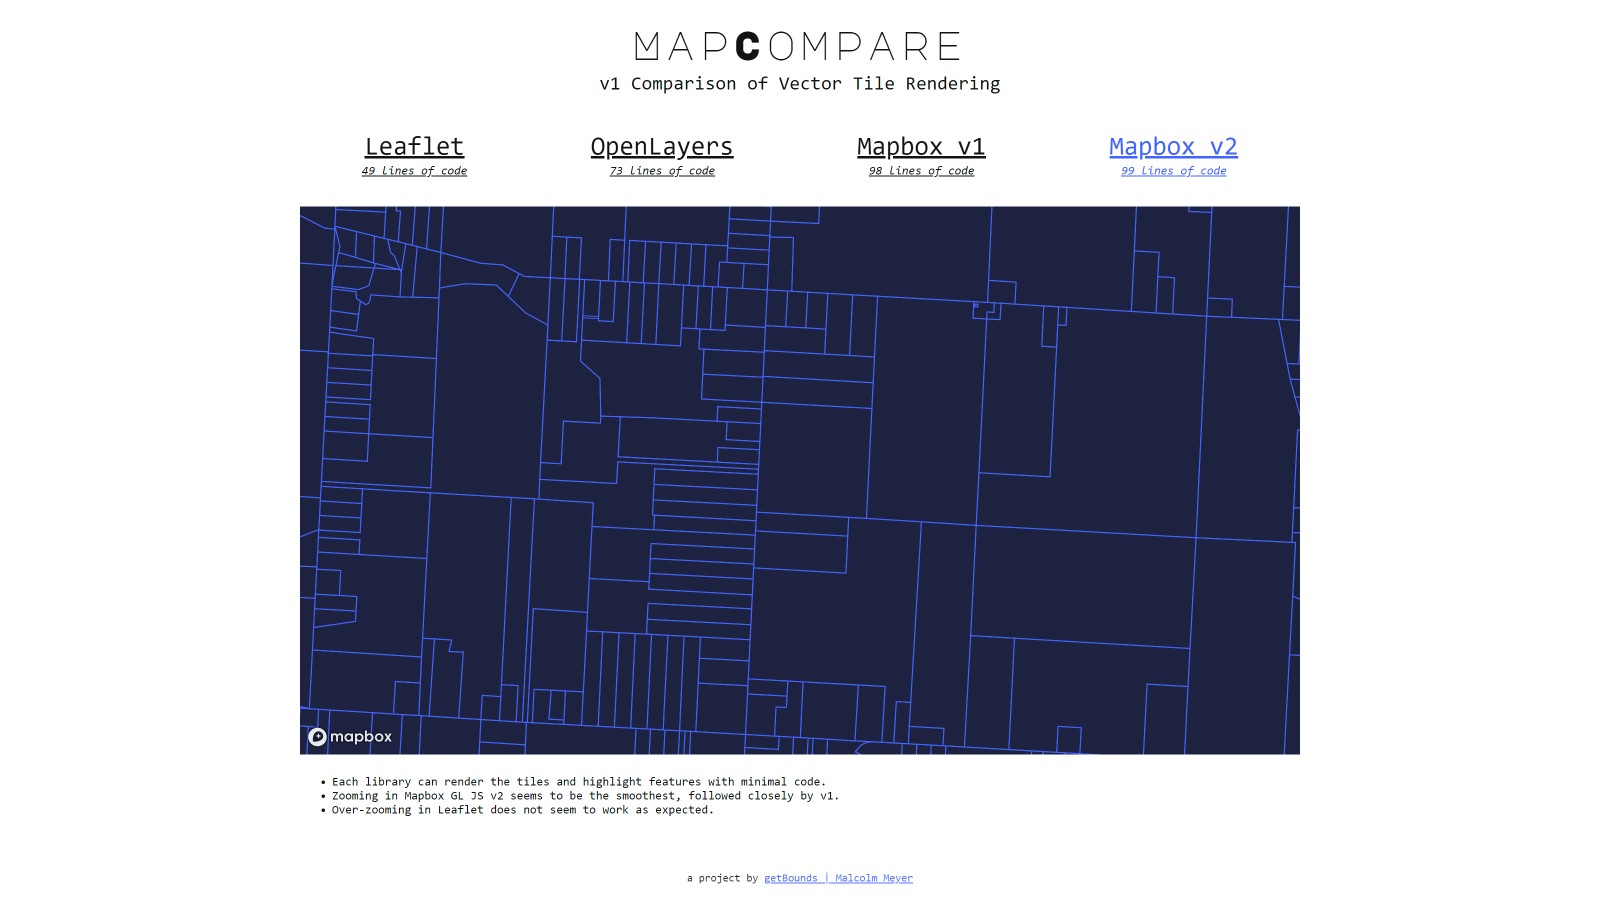 MAPCOMPARE
v1 Comparison of Vector Tile Rendering
Leaflet
49 lines of code
OpenLayers
73 lines of code
Mapbox v1
98 lines of code
Mapbox v2
99 lines of code
mapbox
• Each library can render the tiles and highlight features with minimal code.
• Zooming in Mapbox GL JS v2 seems to be the smoothest, followed closely by v1.
• Over-zooming in Leaflet does not seem to work as expected.
a project by getBounds | Malcolm Meyer